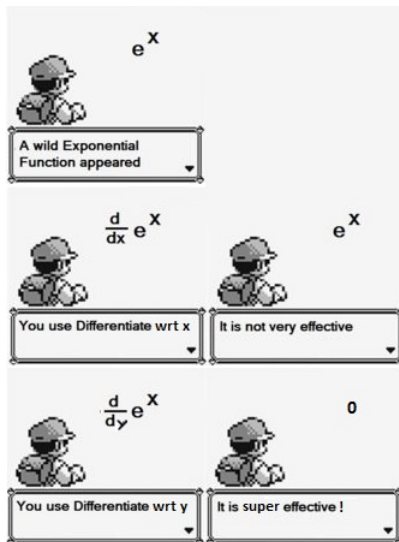 e^x
A wild Exponential
Function appeared
d/dx e^x
You use Differentiate wrt x
e^x
It is not very effective
d/dy e^x
You use Differentiate wrt y
0
It is super effective !